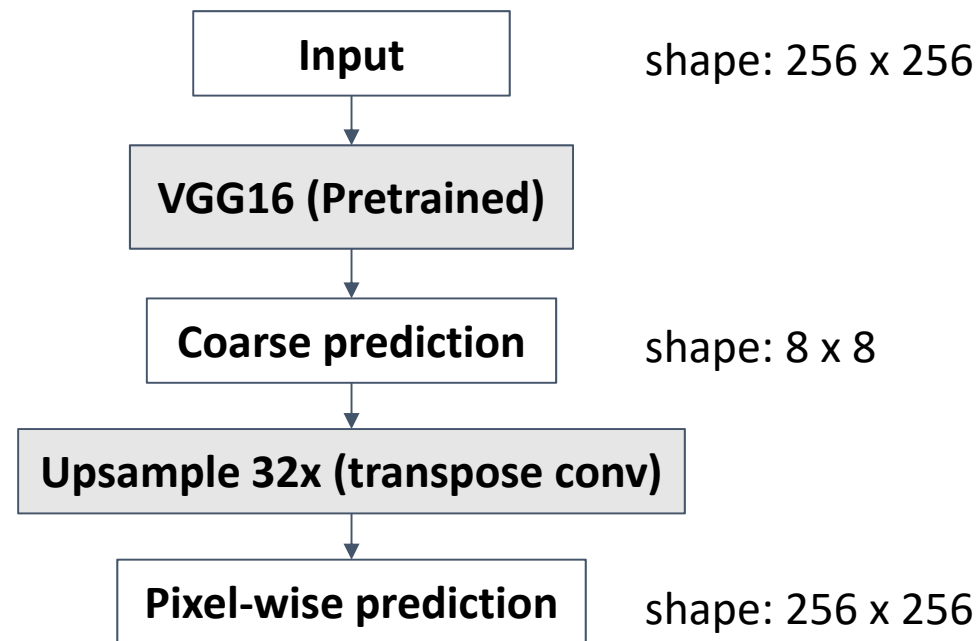 Input
shape: 256 x 256
VGG16 (Pretrained)
Coarse prediction
shape: 8 x 8
Upsample 32x (transpose conv)
Pixel-wise prediction
shape: 256 x 256